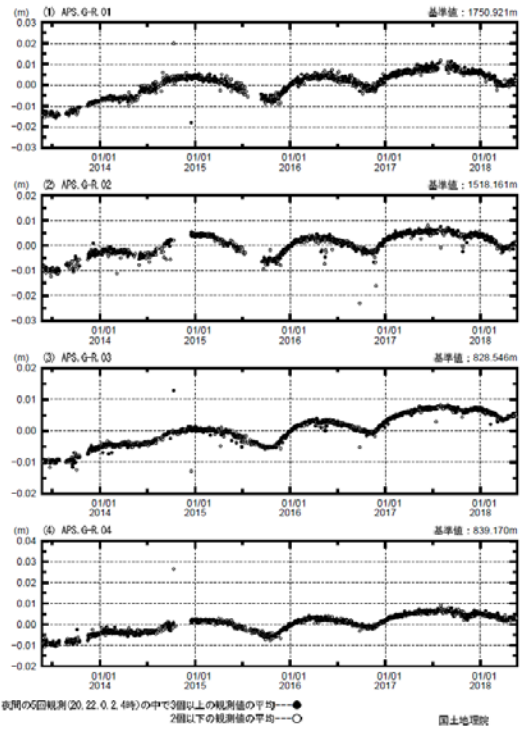 (m) (1) APS.G-R.01 基準値：1750.921m
0.03
0.02
0.01
0.00
-0.01
-0.02
-0.03
01/01 01/01 01/01 01/01 01/01
2014 2015 2016 2017 2018
(m) (2) APS.G-R.02 基準値：1518.161m
0.02
0.01
0.00
-0.01
-0.02
-0.03
01/01 01/01 01/01 01/01 01/01
2014 2015 2016 2017 2018
(m) (3) APS.G-R.03 基準値：828.546m
0.02
0.01
0.00
-0.01
-0.02
01/01 01/01 01/01 01/01 01/01
2014 2015 2016 2017 2018
(m) (4) APS.G-R.04 基準値：839.170m
0.04
0.03
0.02
0.01
0.00
-0.01
-0.02
01/01 01/01 01/01 01/01 01/01
2014 2015 2016 2017 2018
夜間の5回観測(20,22,0,2,4時)の中で3個以上の観測値の平均---●
2個以下の観測値の平均---○
国土地理院